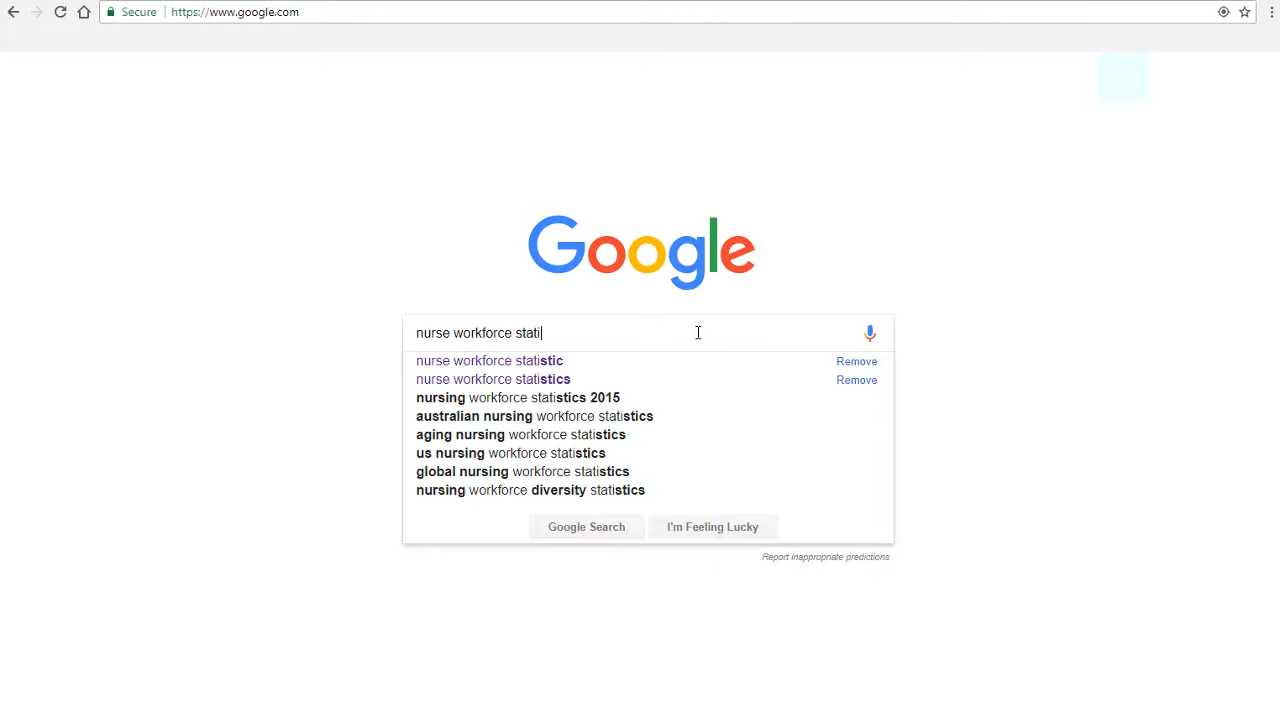 Secure https://www.google.com
Google
nurse workforce stati
nurse workforce statistic Remove
nurse workforce statistics Remove
nursing workforce statistics 2015
australian nursing workforce statistics
aging nursing workforce statistics
us nursing workforce statistics
global nursing workforce statistics
nursing workforce diversity statistics
Google Search I'm Feeling Lucky
Report inappropriate predictions